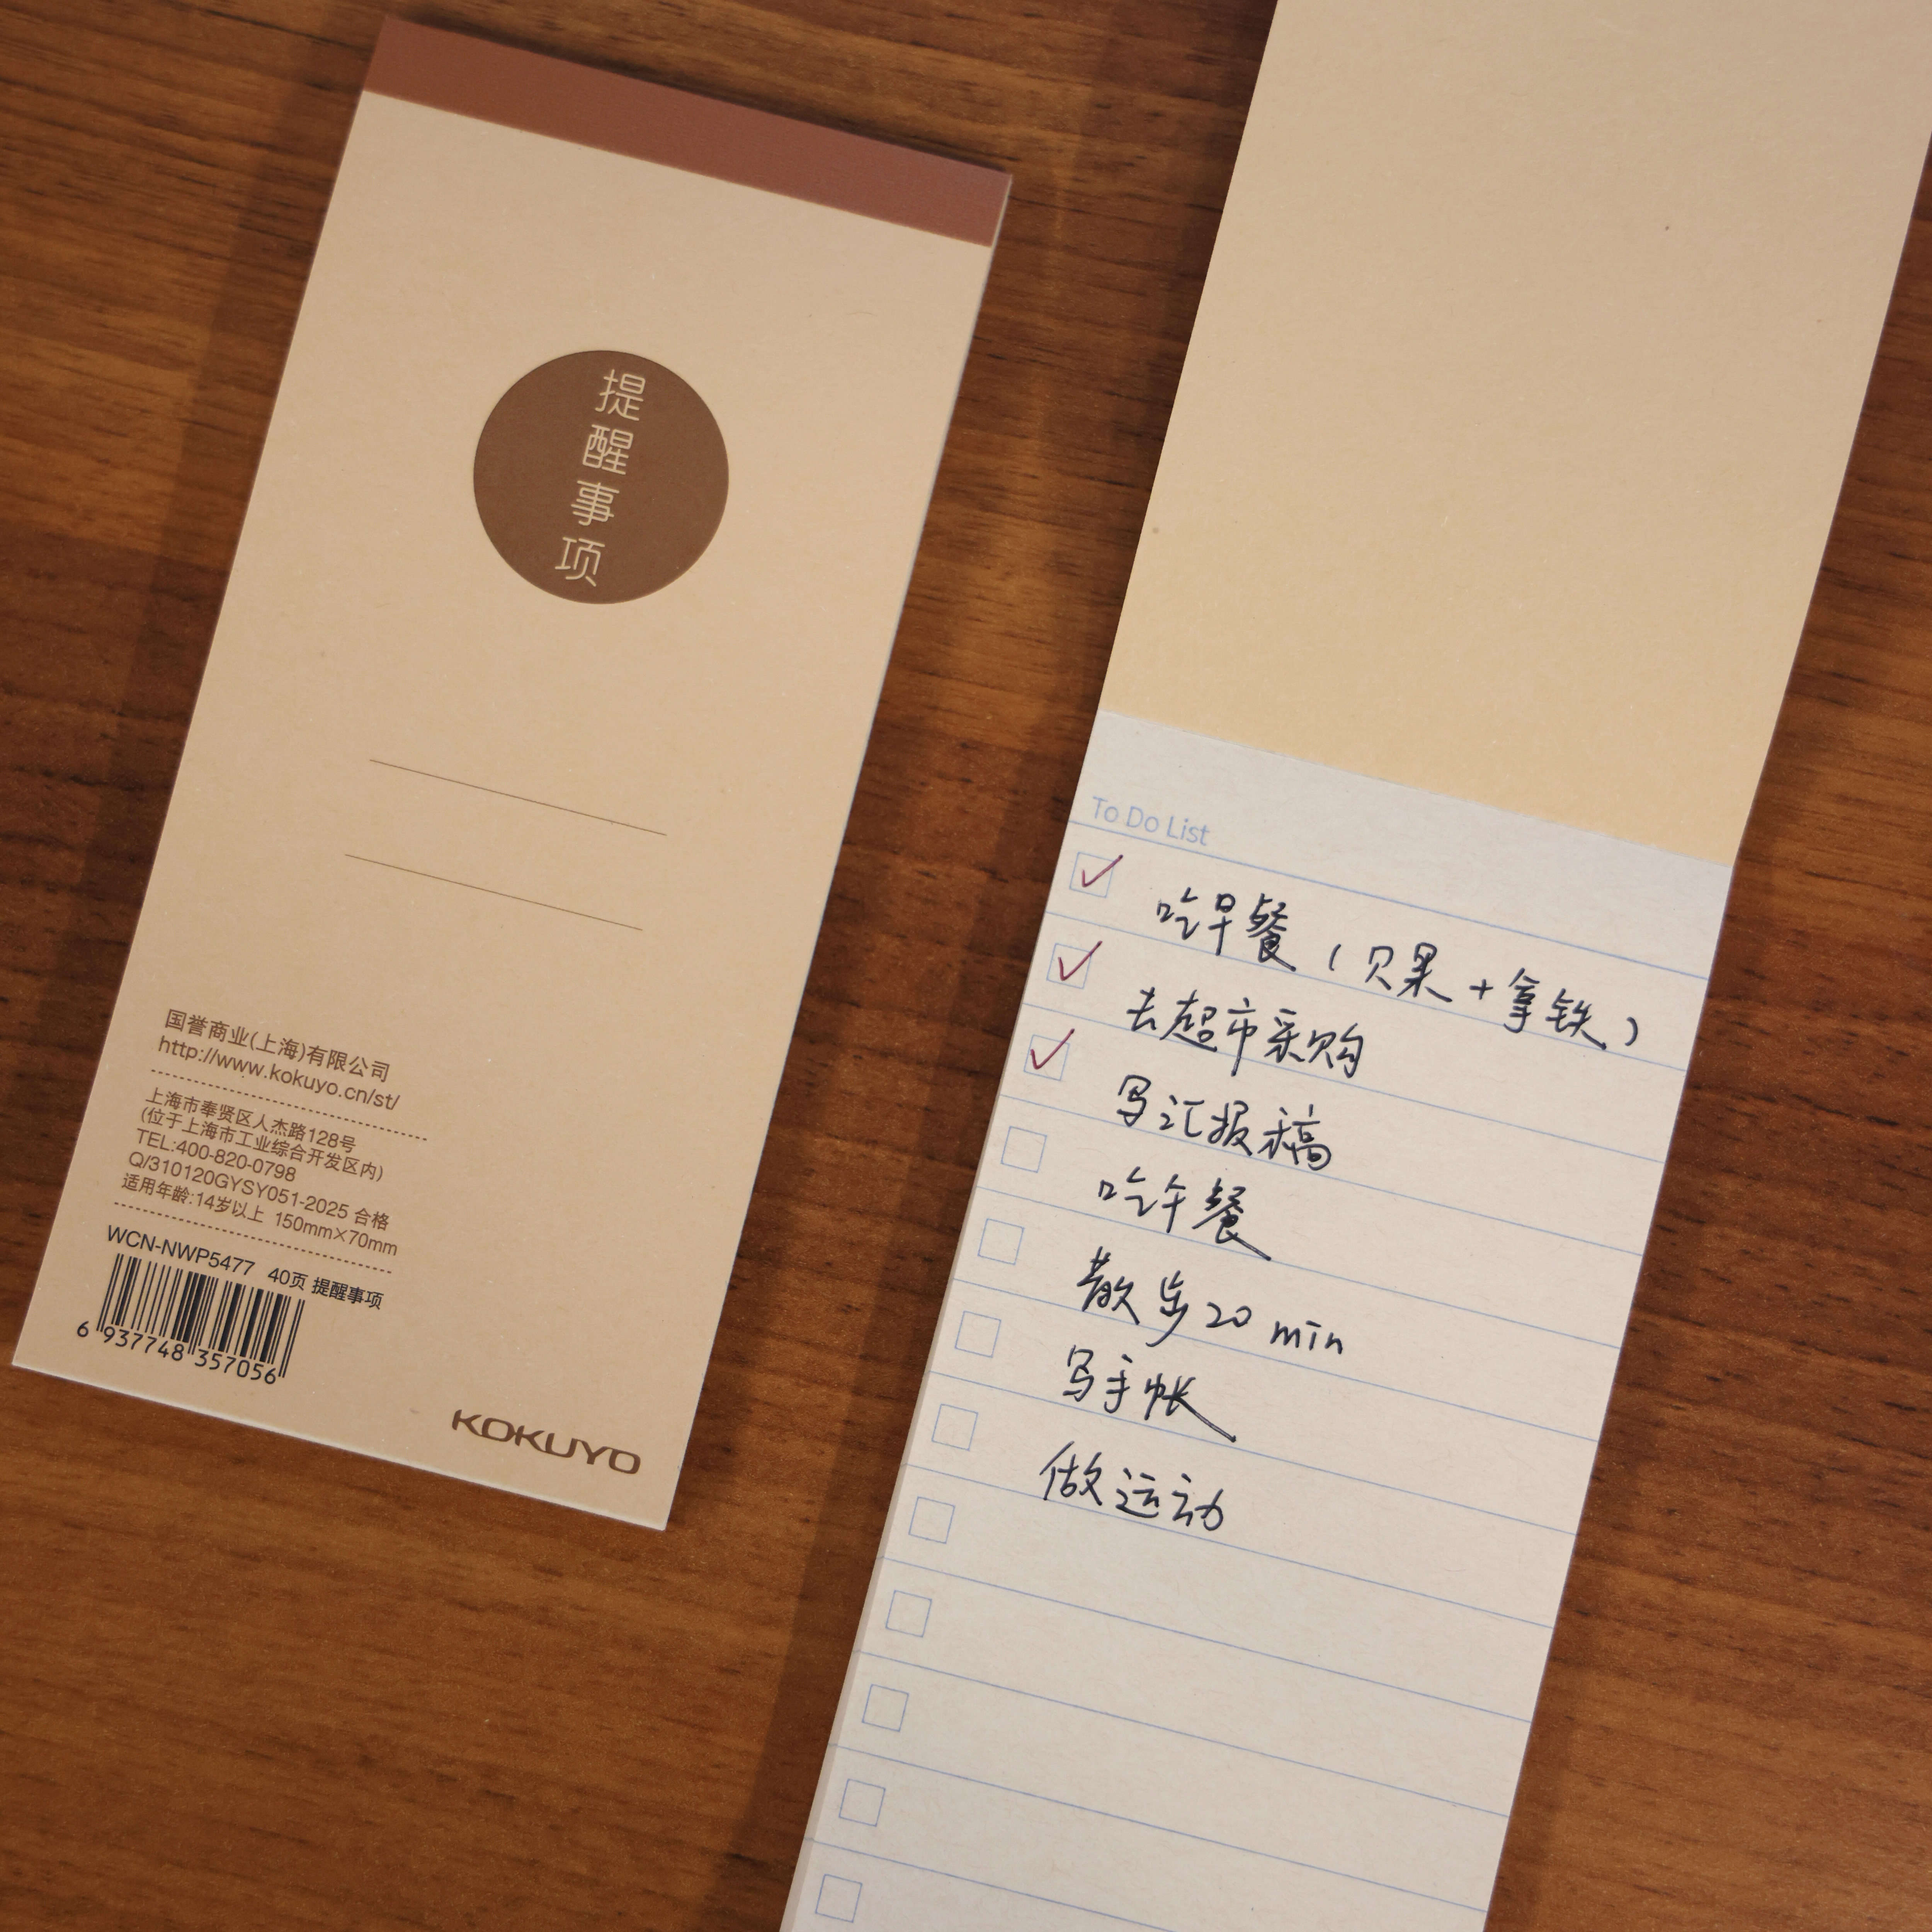 提醒事项
国誉商业(上海)有限公司
http://www.kokuyo.cn/st/
上海市奉贤区人杰路128号
(位于上海市工业综合开发区内)
TEL:400-820-0798
Q/310120GYSY051-2025 合格
适用年龄:14岁以上 150mm×70mm
WCN-NWP5477 40页 提醒事项
6 937748 357056
KOKUYO
To Do List
吃早餐（贝果+拿铁）
去超市采购
写汇报稿
吃午餐
散步20 min
写手帐
做运动